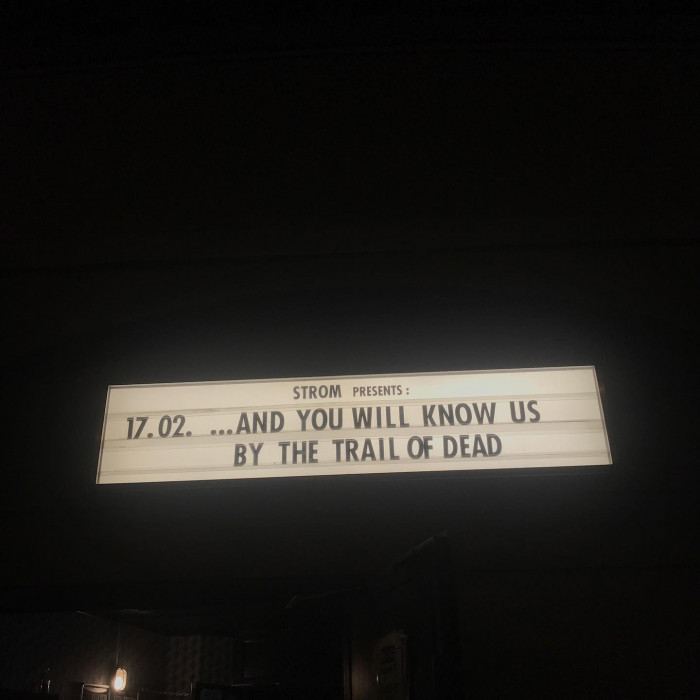 STROM PRESENTS:
17.02. ...AND YOU WILL KNOW US
BY THE TRAIL OF DEAD